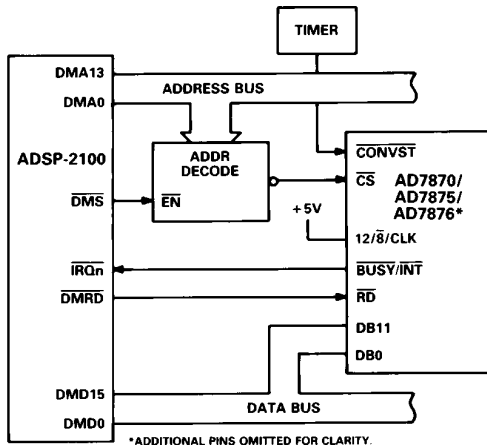 TIMER
DMA13
ADDRESS BUS
DMA0
ADSP-2100
ADDR
DECODE
EN
DMS
CONVST
CS
AD7870/
AD7875/
AD7876*
+5V
12/8/CLK
IRQn
BUSY/INT
DMRD
RD
DB11
DB0
DMD15
DATA BUS
DMD0
*ADDITIONAL PINS OMITTED FOR CLARITY.